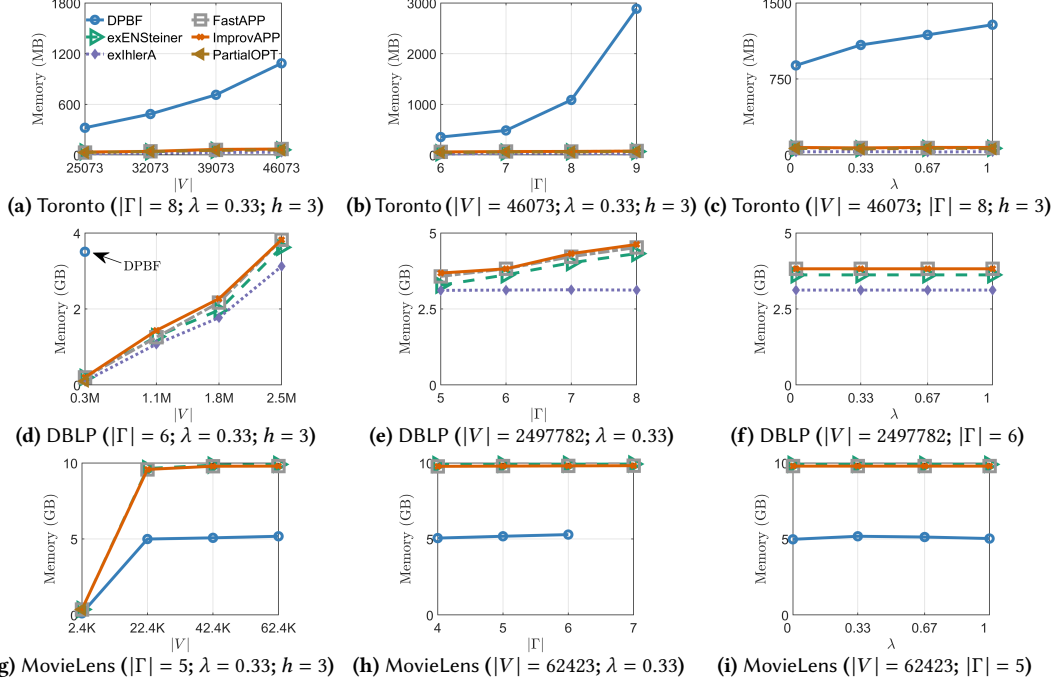 1800
1200
600
0
Memory (MB)
DPBF
exENSteiner
exIhlerA
FastAPP
ImprovAPP
PartialOPT
25073 32073 39073 46073
|V|
(a) Toronto (|Γ| = 8; λ = 0.33; h = 3)
3000
2000
1000
0
Memory (MB)
6 7 8 9
|Γ|
(b) Toronto (|V| = 46073; λ = 0.33; h = 3)
1500
750
0
Memory (MB)
0 0.33 0.67 1
λ
(c) Toronto (|V| = 46073; |Γ| = 8; h = 3)
4
2
0
Memory (GB)
DPBF
0.3M 1.1M 1.8M 2.5M
|V|
(d) DBLP (|Γ| = 6; λ = 0.33; h = 3)
5
2.5
0
Memory (GB)
5 6 7 8
|Γ|
(e) DBLP (|V| = 2497782; λ = 0.33)
5
2.5
0
Memory (GB)
0 0.33 0.67 1
λ
(f) DBLP (|V| = 2497782; |Γ| = 6)
10
5
0
Memory (GB)
2.4K 22.4K 42.4K 62.4K
|V|
g) MovieLens (|Γ| = 5; λ = 0.33; h = 3)
10
5
0
Memory (GB)
4 5 6 7
|Γ|
(h) MovieLens (|V| = 62423; λ = 0.33)
10
5
0
Memory (GB)
0 0.33 0.67 1
λ
(i) MovieLens (|V| = 62423; |Γ| = 5)